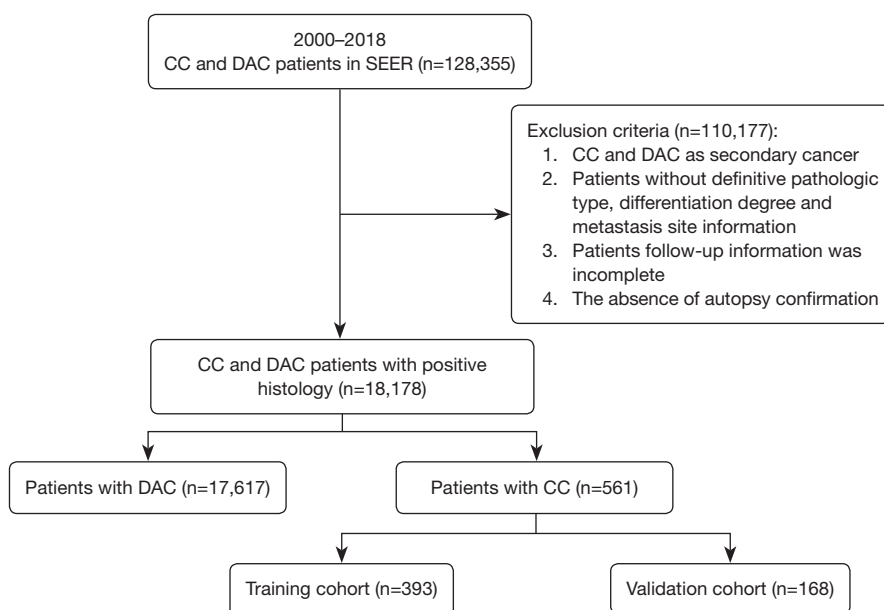 2000–2018
CC and DAC patients in SEER (n=128,355)
Exclusion criteria (n=110,177):
1. CC and DAC as secondary cancer
2. Patients without definitive pathologic
type, differentiation degree and
metastasis site information
3. Patients follow-up information was
incomplete
4. The absence of autopsy confirmation
CC and DAC patients with positive
histology (n=18,178)
Patients with DAC (n=17,617)
Patients with CC (n=561)
Training cohort (n=393)
Validation cohort (n=168)